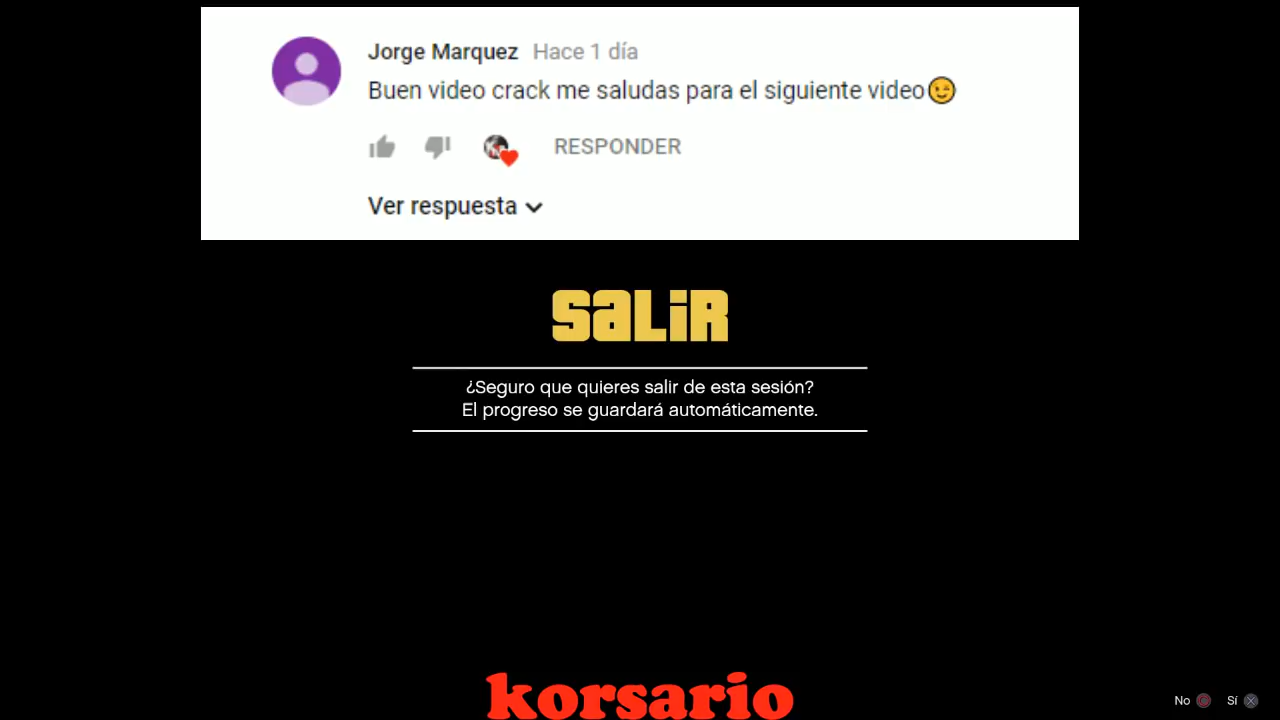 Jorge Marquez Hace 1 día
Buen video crack me saludas para el siguiente video😉
RESPONDER
Ver respuesta
SALIR
¿Seguro que quieres salir de esta sesión?
El progreso se guardará automáticamente.
korsario
No Sí